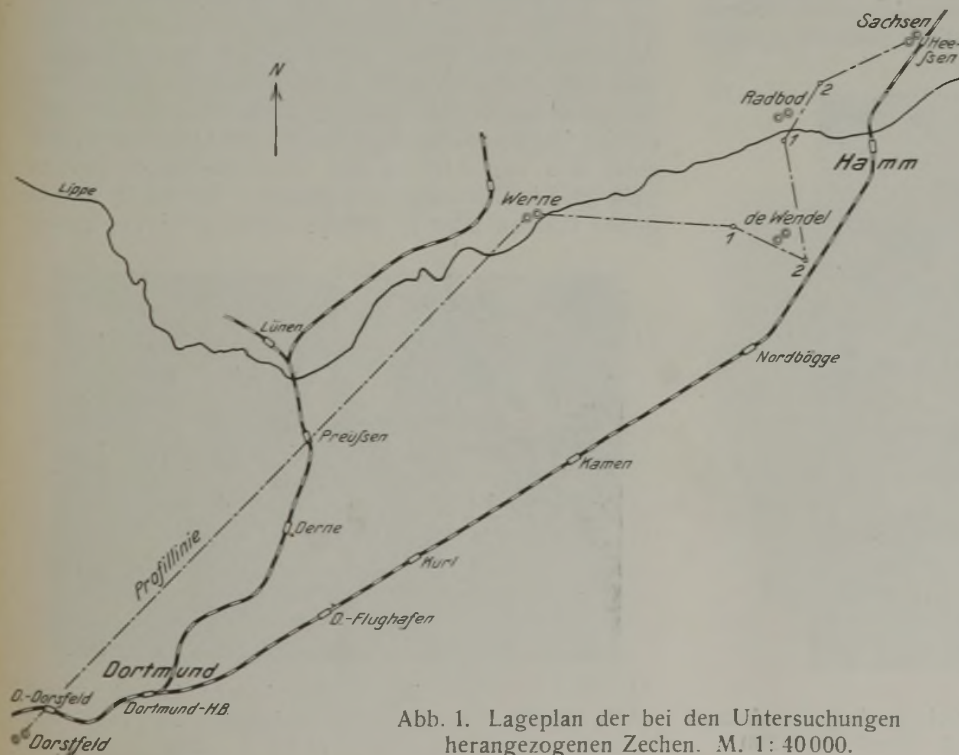 Sachsen
Hee-
ſsen
N
2
Radbod
1
Hamm
Lippe
Werne
de Wendel
1
2
Lünen
Nordbögge
Preüſsen
Kamen
Derne
Profillinie
Kurl
D.-Flughafen
Dortmund
D.-Dorsfeld
Dortmund-H.B.
Dorstfeld
Abb. 1. Lageplan der bei den Untersuchungen
herangezogenen Zechen. M. 1:40000.